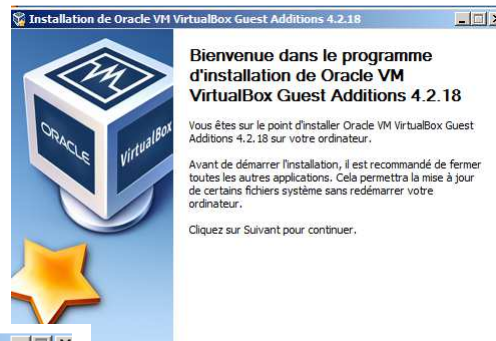 Installation de Oracle VM VirtualBox Guest Additions 4.2.18
Bienvenue dans le programme
d'installation de Oracle VM
VirtualBox Guest Additions 4.2.18
Vous êtes sur le point d'installer Oracle VM VirtualBox Guest
Additions 4.2.18 sur votre ordinateur.
Avant de démarrer l'installation, il est recommandé de fermer
toutes les autres applications. Cela permettra la mise à jour
de certains fichiers système sans redémarrer votre
ordinateur.
Cliquez sur Suivant pour continuer.
ORACLE
VirtualBox